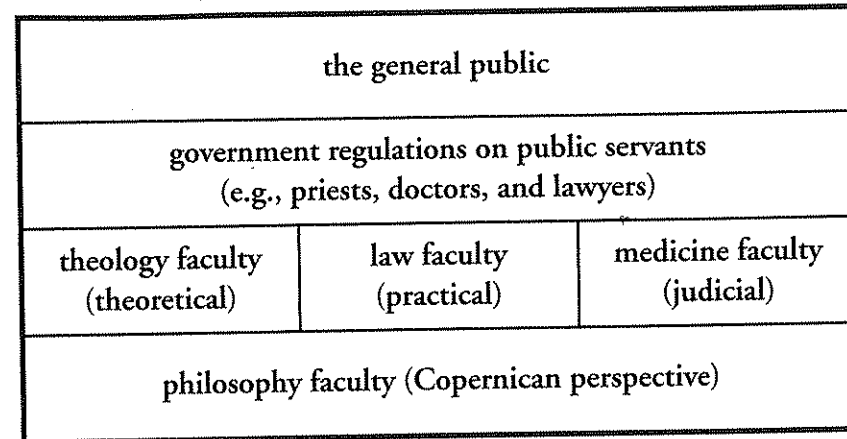 the general public
government regulations on public servants
(e.g., priests, doctors, and lawyers)
theology faculty
(theoretical)
law faculty
(practical)
medicine faculty
(judicial)
philosophy faculty (Copernican perspective)